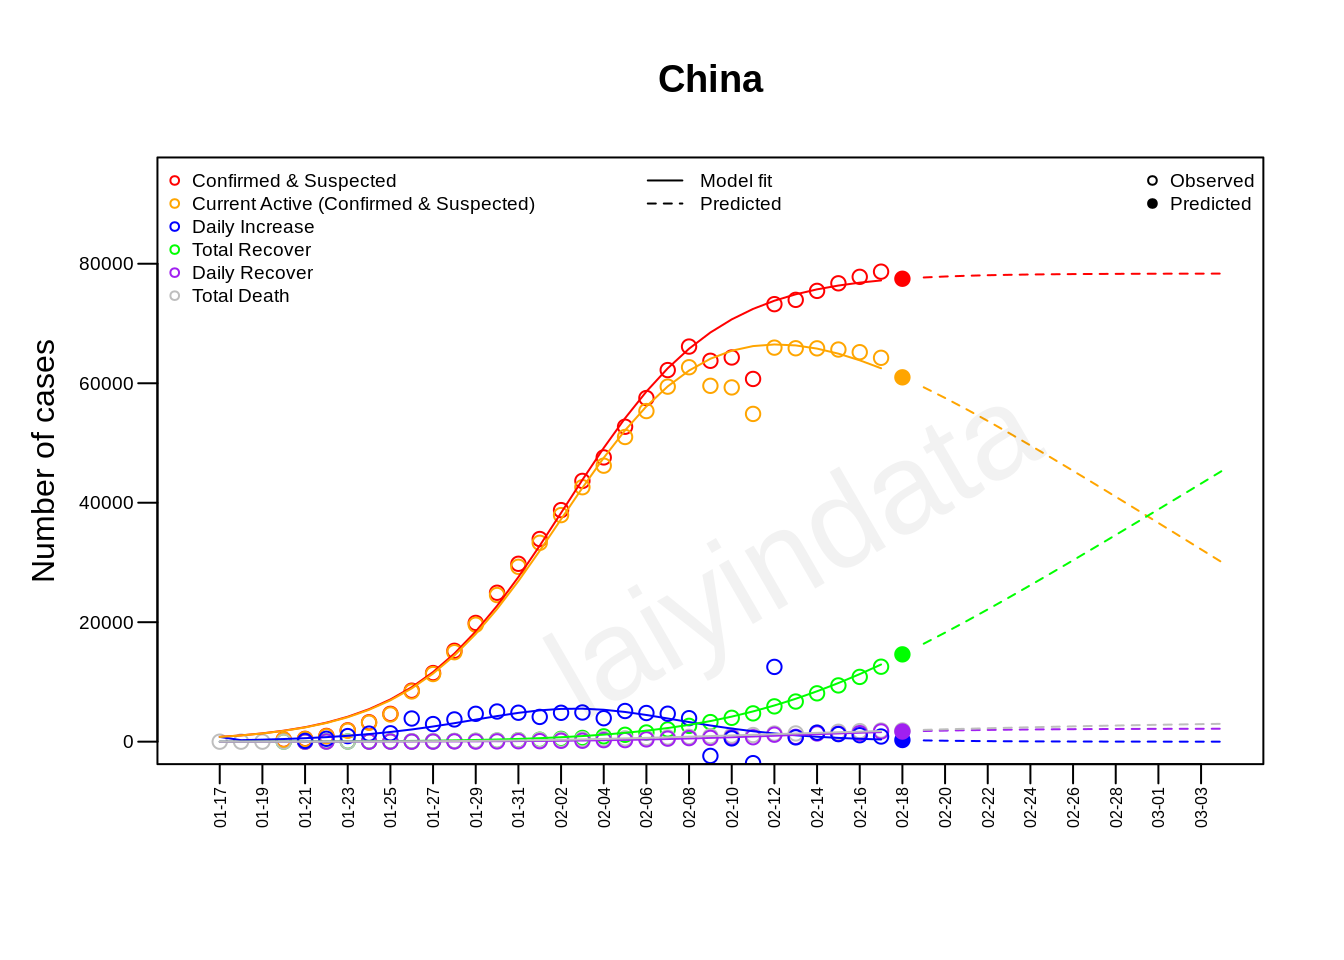 China
Confirmed & Suspected
Current Active (Confirmed & Suspected)
Daily Increase
Total Recover
Daily Recover
Total Death
Model fit
Predicted
Observed
Predicted
Number of cases
80000
60000
40000
20000
0
laiyindata
01-17
01-19
01-21
01-23
01-25
01-27
01-29
01-31
02-02
02-04
02-06
02-08
02-10
02-12
02-14
02-16
02-18
02-20
02-22
02-24
02-26
02-28
03-01
03-03